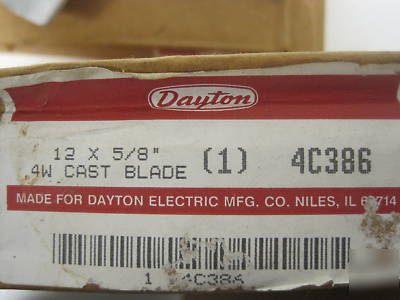 Dayton
12 X 5/8" (1) 4C386
4W CAST BLADE
MADE FOR DAYTON ELECTRIC MFG. CO. NILES, IL 60714
1 4C386